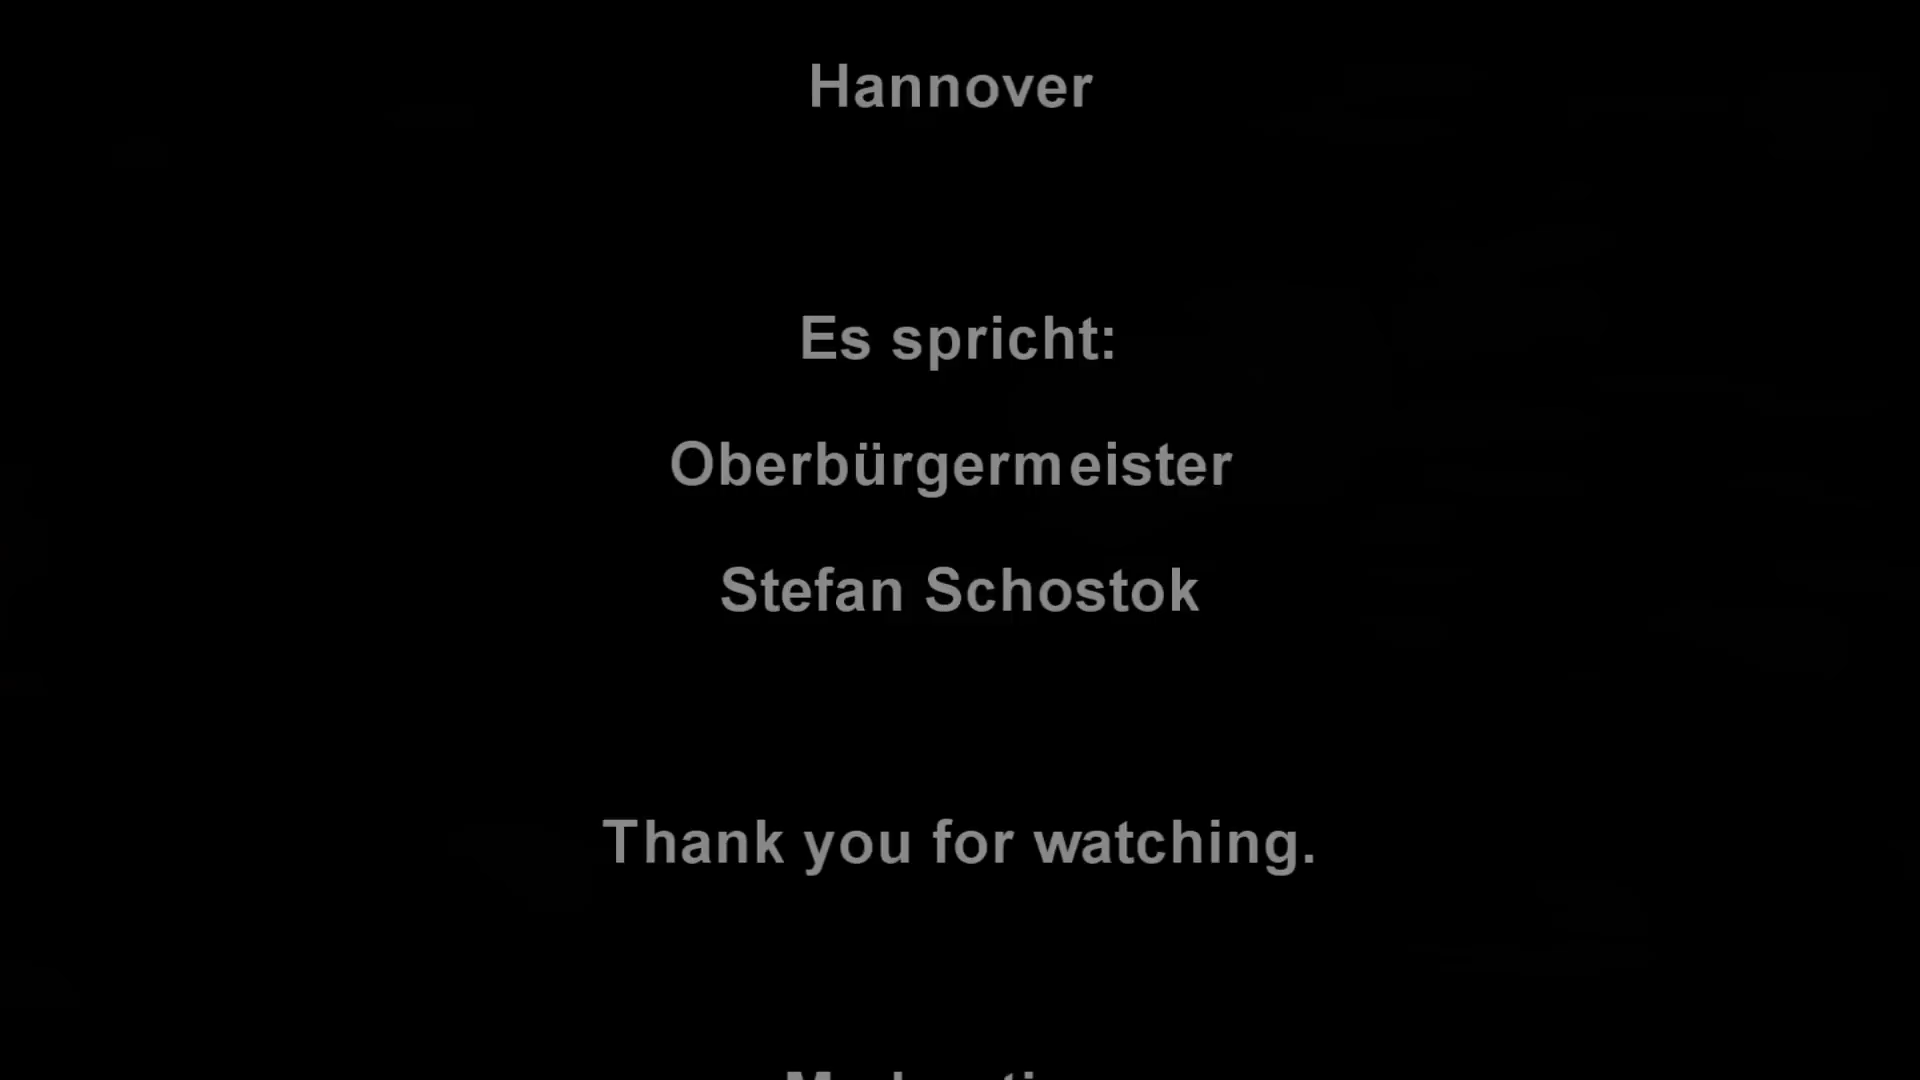 Hannover
Es spricht:
Oberbürgermeister
Stefan Schostok
Thank you for watching.